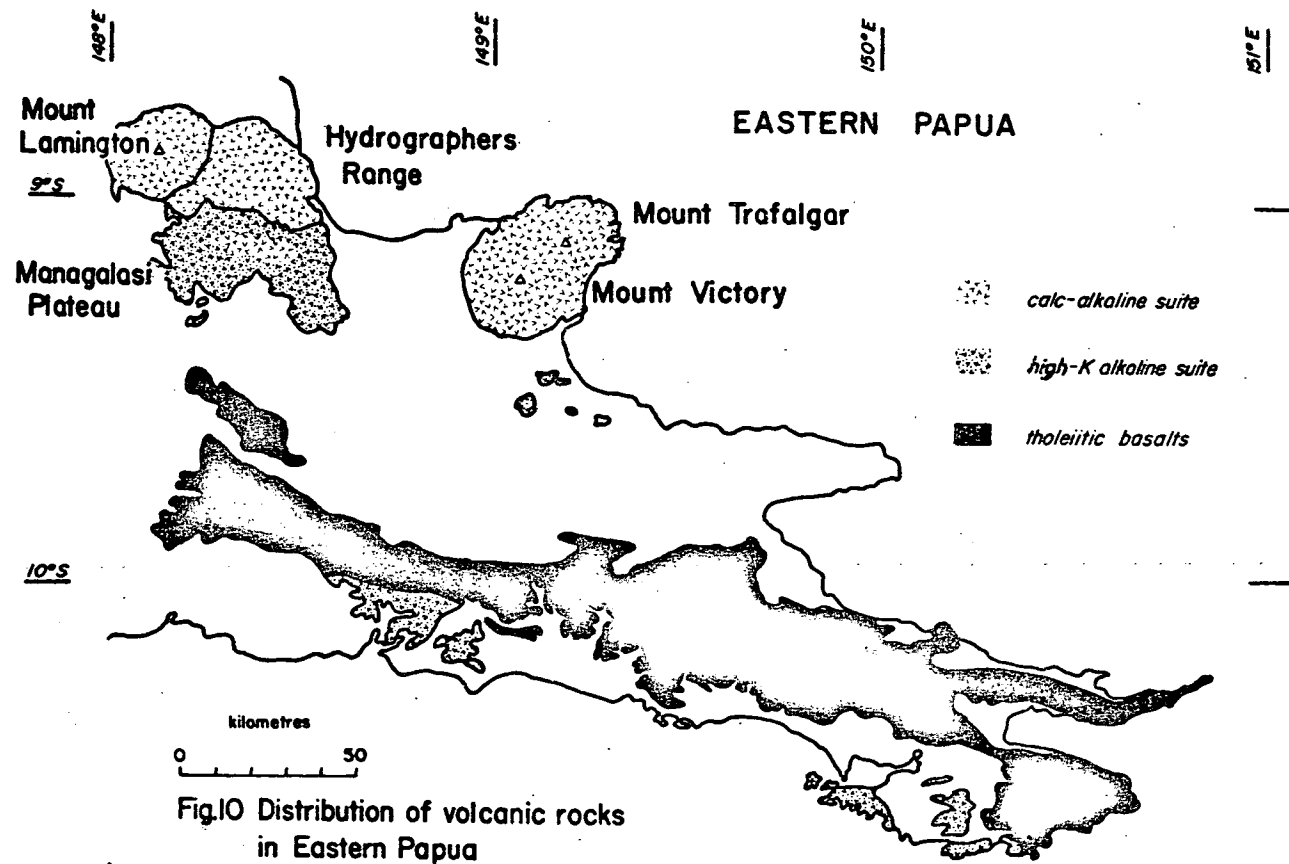 148°E
149°E
150°E
151°E
EASTERN PAPUA
Mount
Lamington
Hydrographers
Range
9°S
Mount Trafalgar
Managalasi
Plateau
Mount Victory
calc-alkaline suite
high-K alkaline suite
tholeiitic basalts
10°S
kilometres
0 50
Fig.10 Distribution of volcanic rocks
in Eastern Papua